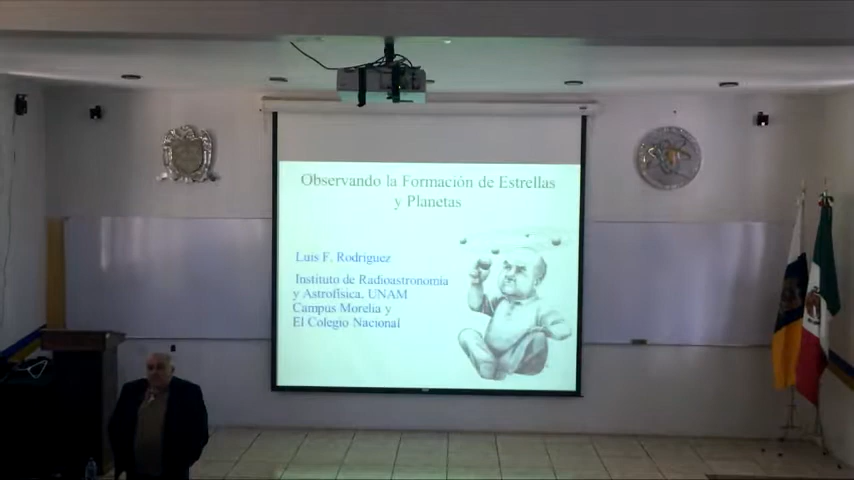 Observando la Formación de Estrellas
y Planetas
Luis F. Rodríguez
Instituto de Radioastronomía
y Astrofísica, UNAM
Campus Morelia y
El Colegio Nacional